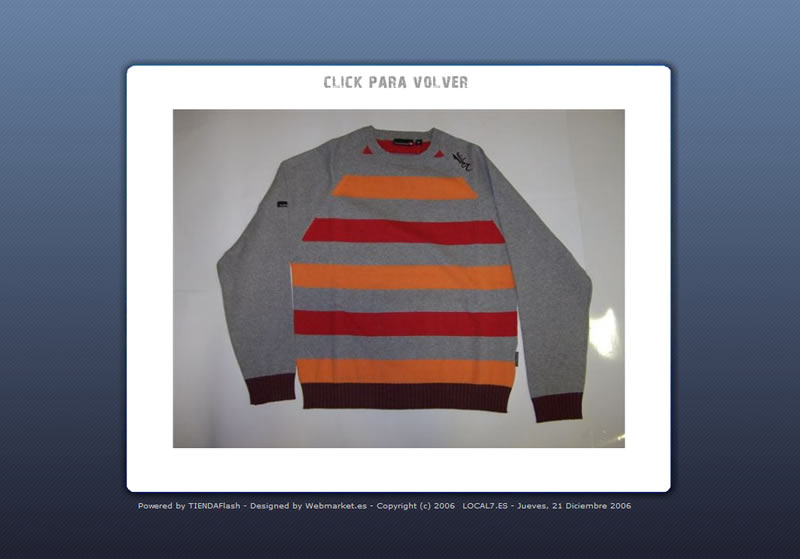 CLICK PARA VOLVER
Powered by TIENDAFlash - Designed by Webmarket.es - Copyright (c) 2006 LOCAL7.ES - Jueves, 21 Diciembre 2006